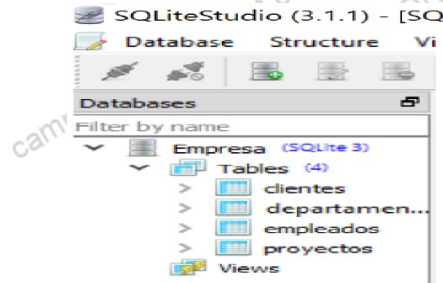 SQLiteStudio (3.1.1) - [SQ
Database Structure Vi
Databases
Filter by name
Empresa (SQLite 3)
Tables (4)
clientes
departamen...
empleados
proyectos
Views